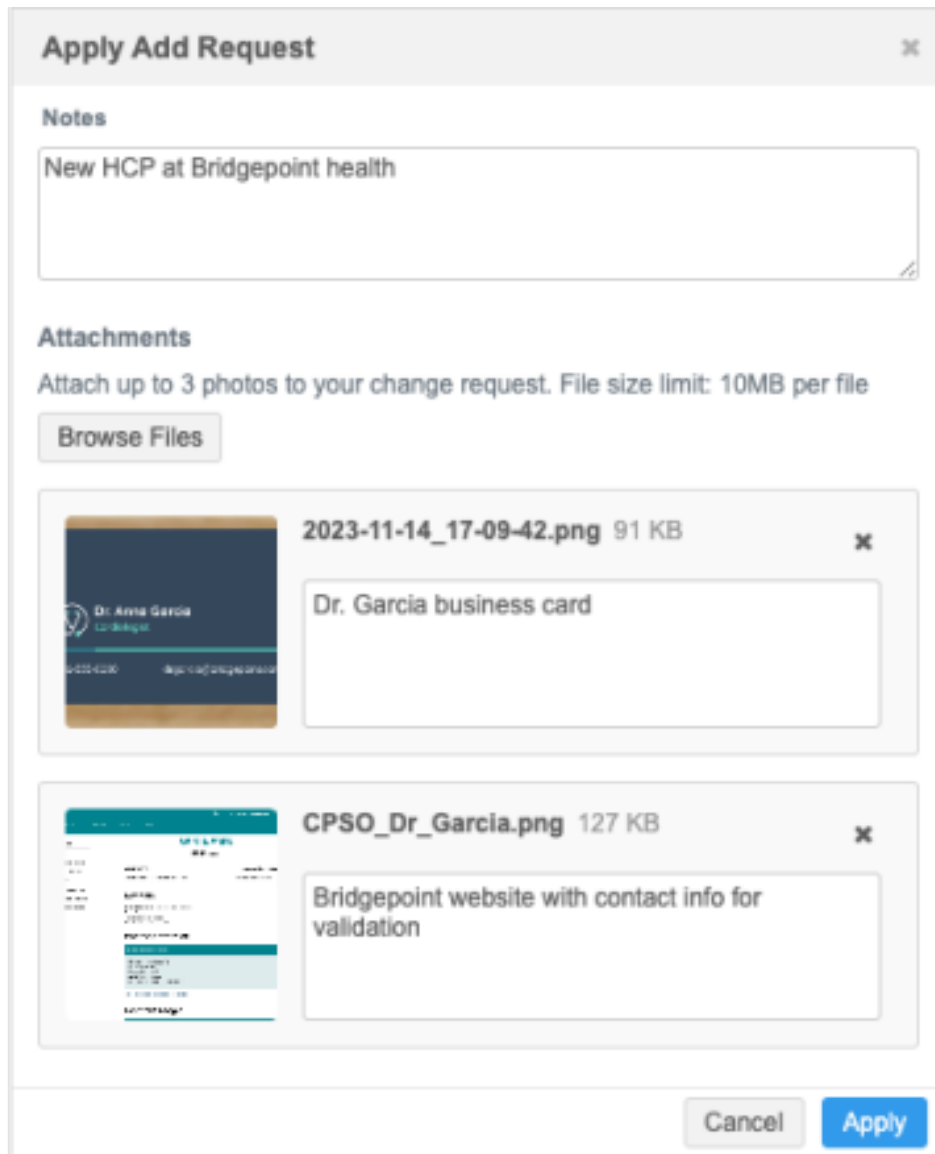 Apply Add Request
Notes
New HCP at Bridgepoint health
Attachments
Attach up to 3 photos to your change request. File size limit: 10MB per file
Browse Files
2023-11-14_17-09-42.png 91 KB
Dr. Anna Garcia
Cardiologist
Dr. Garcia business card
CPSO_Dr_Garcia.png 127 KB
Bridgepoint website with contact info for
validation
Cancel
Apply